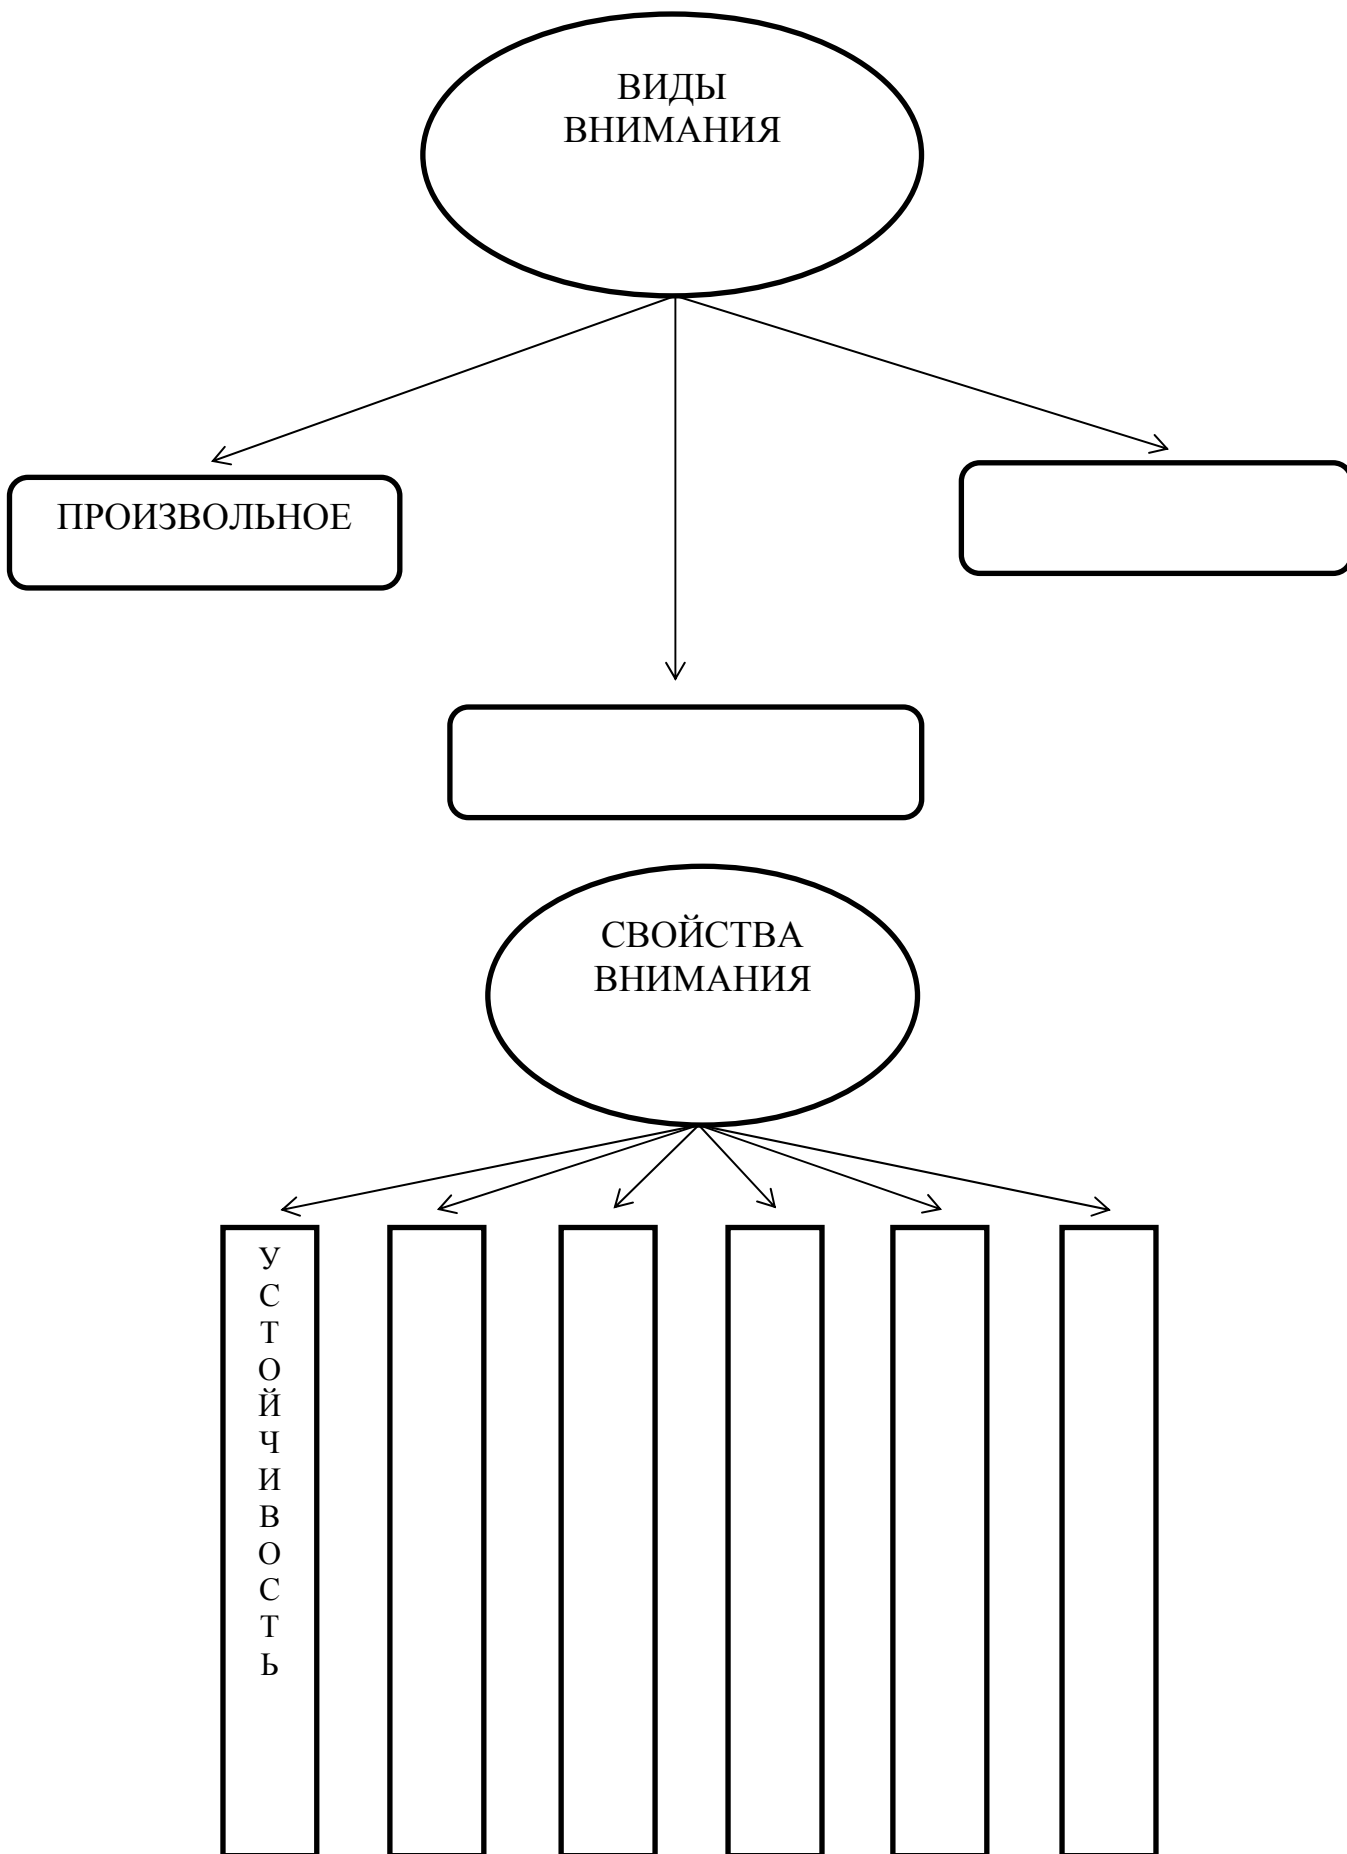 ВИДЫ
ВНИМАНИЯ
ПРОИЗВОЛЬНОЕ
СВОЙСТВА
ВНИМАНИЯ
У
С
Т
О
Й
Ч
И
В
О
С
Т
Ь